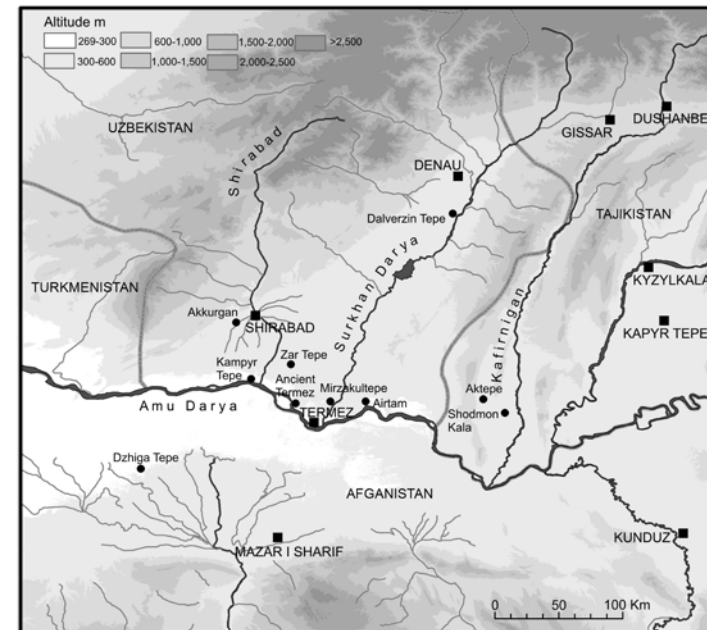 Altitude m
269-300
600-1,000
1,500-2,000
>2,500
300-600
1,000-1,500
2,000-2,500
UZBEKISTAN
Shirabad
GISSAR
DUSHANBE
DENAU
Dalverzin Tepe
TAJIKISTAN
Surkhan Darya
TURKMENISTAN
KYZYLKALA
Kafirnigan
Akkurgan
SHIRABAD
KAPYR TEPE
Zar Tepe
Kampyr
Tepe
Ancient
Termez
Mirzakultepe
Aktepe
Amu Darya
TERMEZ
Airtam
Shodmon
Kala
Dzhiga Tepe
AFGANISTAN
MAZAR I SHARIF
KUNDUZ
0 50 100 Km